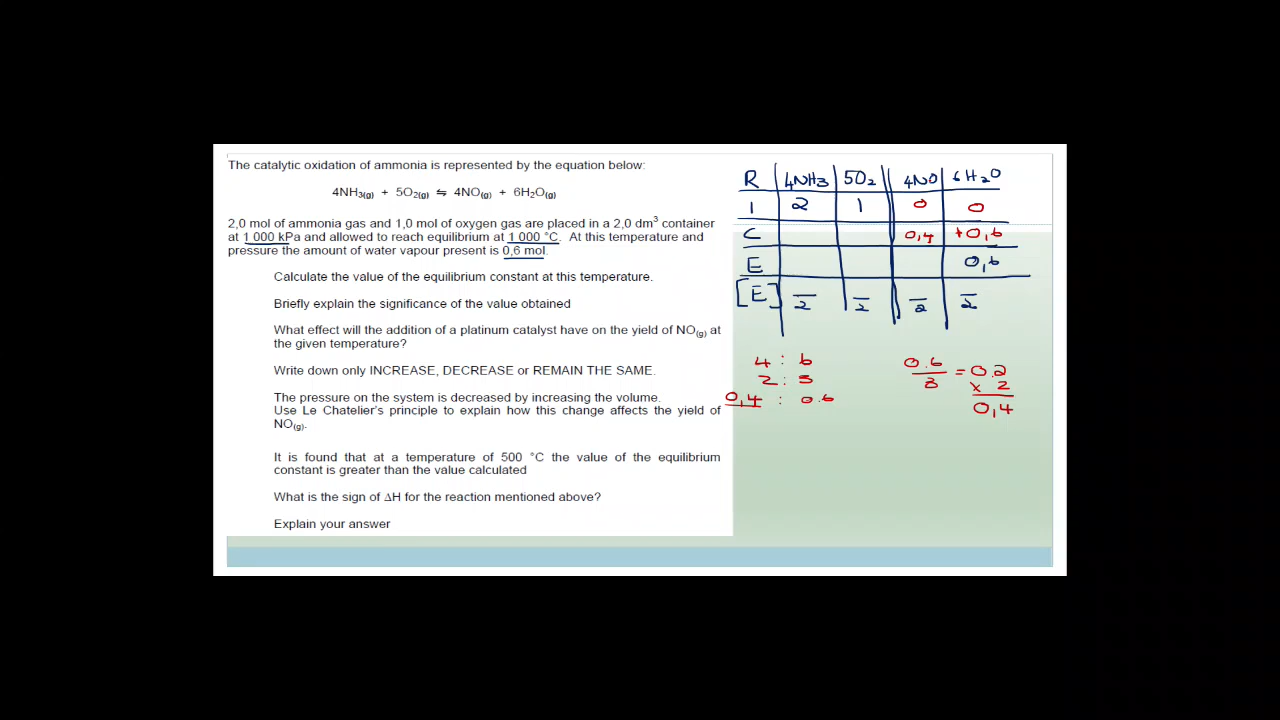 The catalytic oxidation of ammonia is represented by the equation below:
4NH3(g) + 5O2(g) ⇋ 4NO(g) + 6H2O(g)
2,0 mol of ammonia gas and 1,0 mol of oxygen gas are placed in a 2,0 dm³ container
at 1 000 kPa and allowed to reach equilibrium at 1 000 °C. At this temperature and
pressure the amount of water vapour present is 0,6 mol.
Calculate the value of the equilibrium constant at this temperature.
Briefly explain the significance of the value obtained
What effect will the addition of a platinum catalyst have on the yield of NO(g) at
the given temperature?
Write down only INCREASE, DECREASE or REMAIN THE SAME.
The pressure on the system is decreased by increasing the volume.
Use Le Chatelier's principle to explain how this change affects the yield of
NO(g).
It is found that at a temperature of 500 °C the value of the equilibrium
constant is greater than the value calculated
What is the sign of ΔH for the reaction mentioned above?
Explain your answer
R 4NH3 5O2 4NO 6H2O
I 2 1 0 0
C 0,4 +0,6
E 0,6
[E] 2 2 2 2
4 : 6
2 : 3
0,4 : 0.6
0.6
3
= 0.2
× 2
0,4